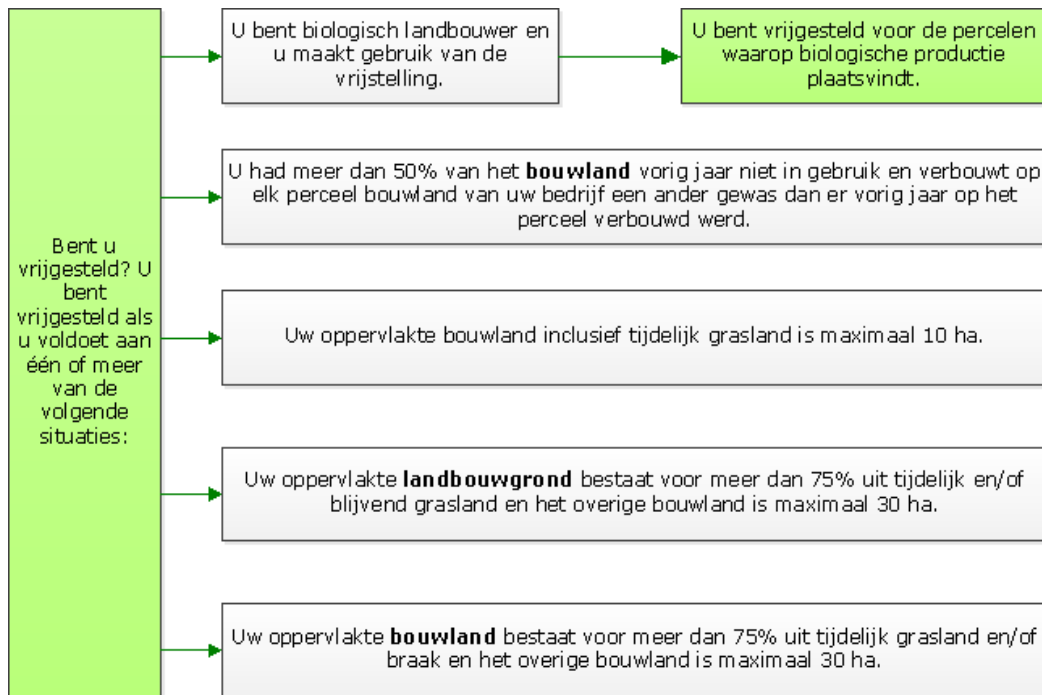 Bent u
vrijgesteld? U
bent
vrijgesteld als
u voldoet aan
één of meer
van de
volgende
situaties:
U bent biologisch landbouwer en
u maakt gebruik van de
vrijstelling.
U bent vrijgesteld voor de percelen
waarop biologische productie
plaatsvindt.
U had meer dan 50% van het bouwland vorig jaar niet in gebruik en verbouwt op
elk perceel bouwland van uw bedrijf een ander gewas dan er vorig jaar op het
perceel verbouwd werd.
Uw oppervlakte bouwland inclusief tijdelijk grasland is maximaal 10 ha.
Uw oppervlakte landbouwgrond bestaat voor meer dan 75% uit tijdelijk en/of
blijvend grasland en het overige bouwland is maximaal 30 ha.
Uw oppervlakte bouwland bestaat voor meer dan 75% uit tijdelijk grasland en/of
braak en het overige bouwland is maximaal 30 ha.